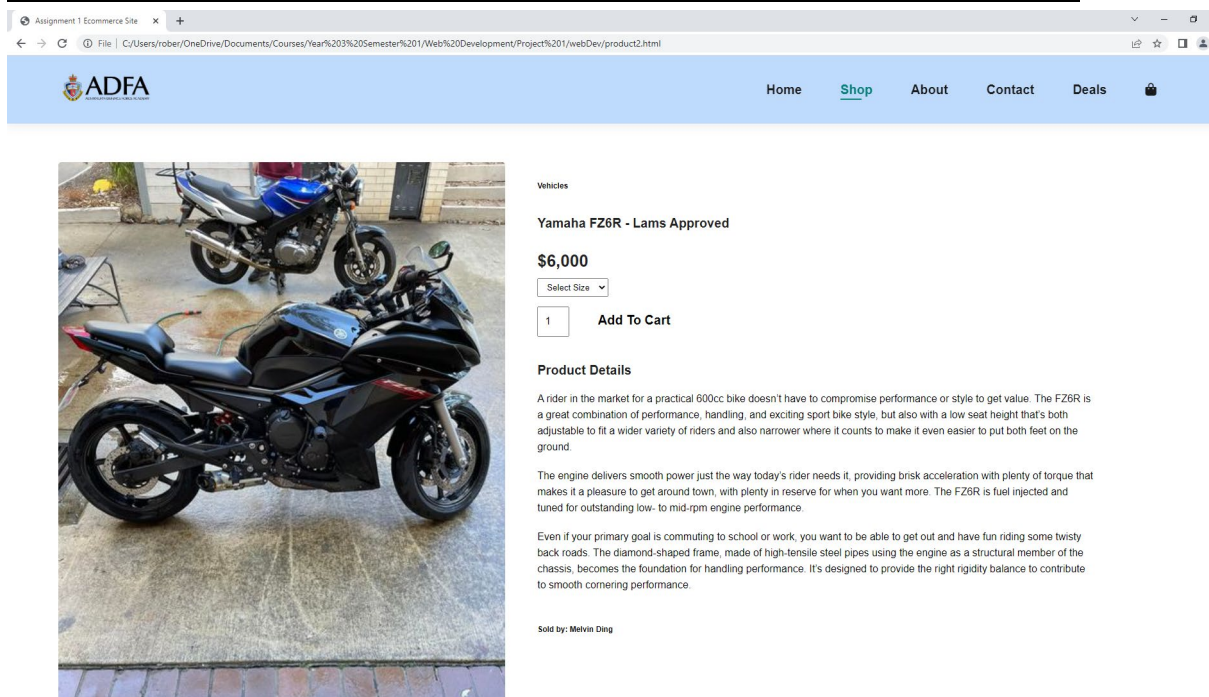 Assignment 1 Ecommerce Site
File C:/Users/rober/OneDrive/Documents/Courses/Year%203%20Semester%201/Web%20Development/Project%201/webDev/product2.html
ADFA
Home Shop About Contact Deals
Vehicles
Yamaha FZ6R - Lams Approved
$6,000
Select Size
1 Add To Cart
Product Details
A rider in the market for a practical 600cc bike doesn't have to compromise performance or style to get value. The FZ6R is
a great combination of performance, handling, and exciting sport bike style, but also with a low seat height that's both
adjustable to fit a wider variety of riders and also narrower where it counts to make it even easier to put both feet on the
ground.
The engine delivers smooth power just the way today's rider needs it, providing brisk acceleration with plenty of torque that
makes it a pleasure to get around town, with plenty in reserve for when you want more. The FZ6R is fuel injected and
tuned for outstanding low- to mid-rpm engine performance.
Even if your primary goal is commuting to school or work, you want to be able to get out and have fun riding some twisty
back roads. The diamond-shaped frame, made of high-tensile steel pipes using the engine as a structural member of the
chassis, becomes the foundation for handling performance. It's designed to provide the right rigidity balance to contribute
to smooth cornering performance.
Sold by: Melvin Ding
FZ6R